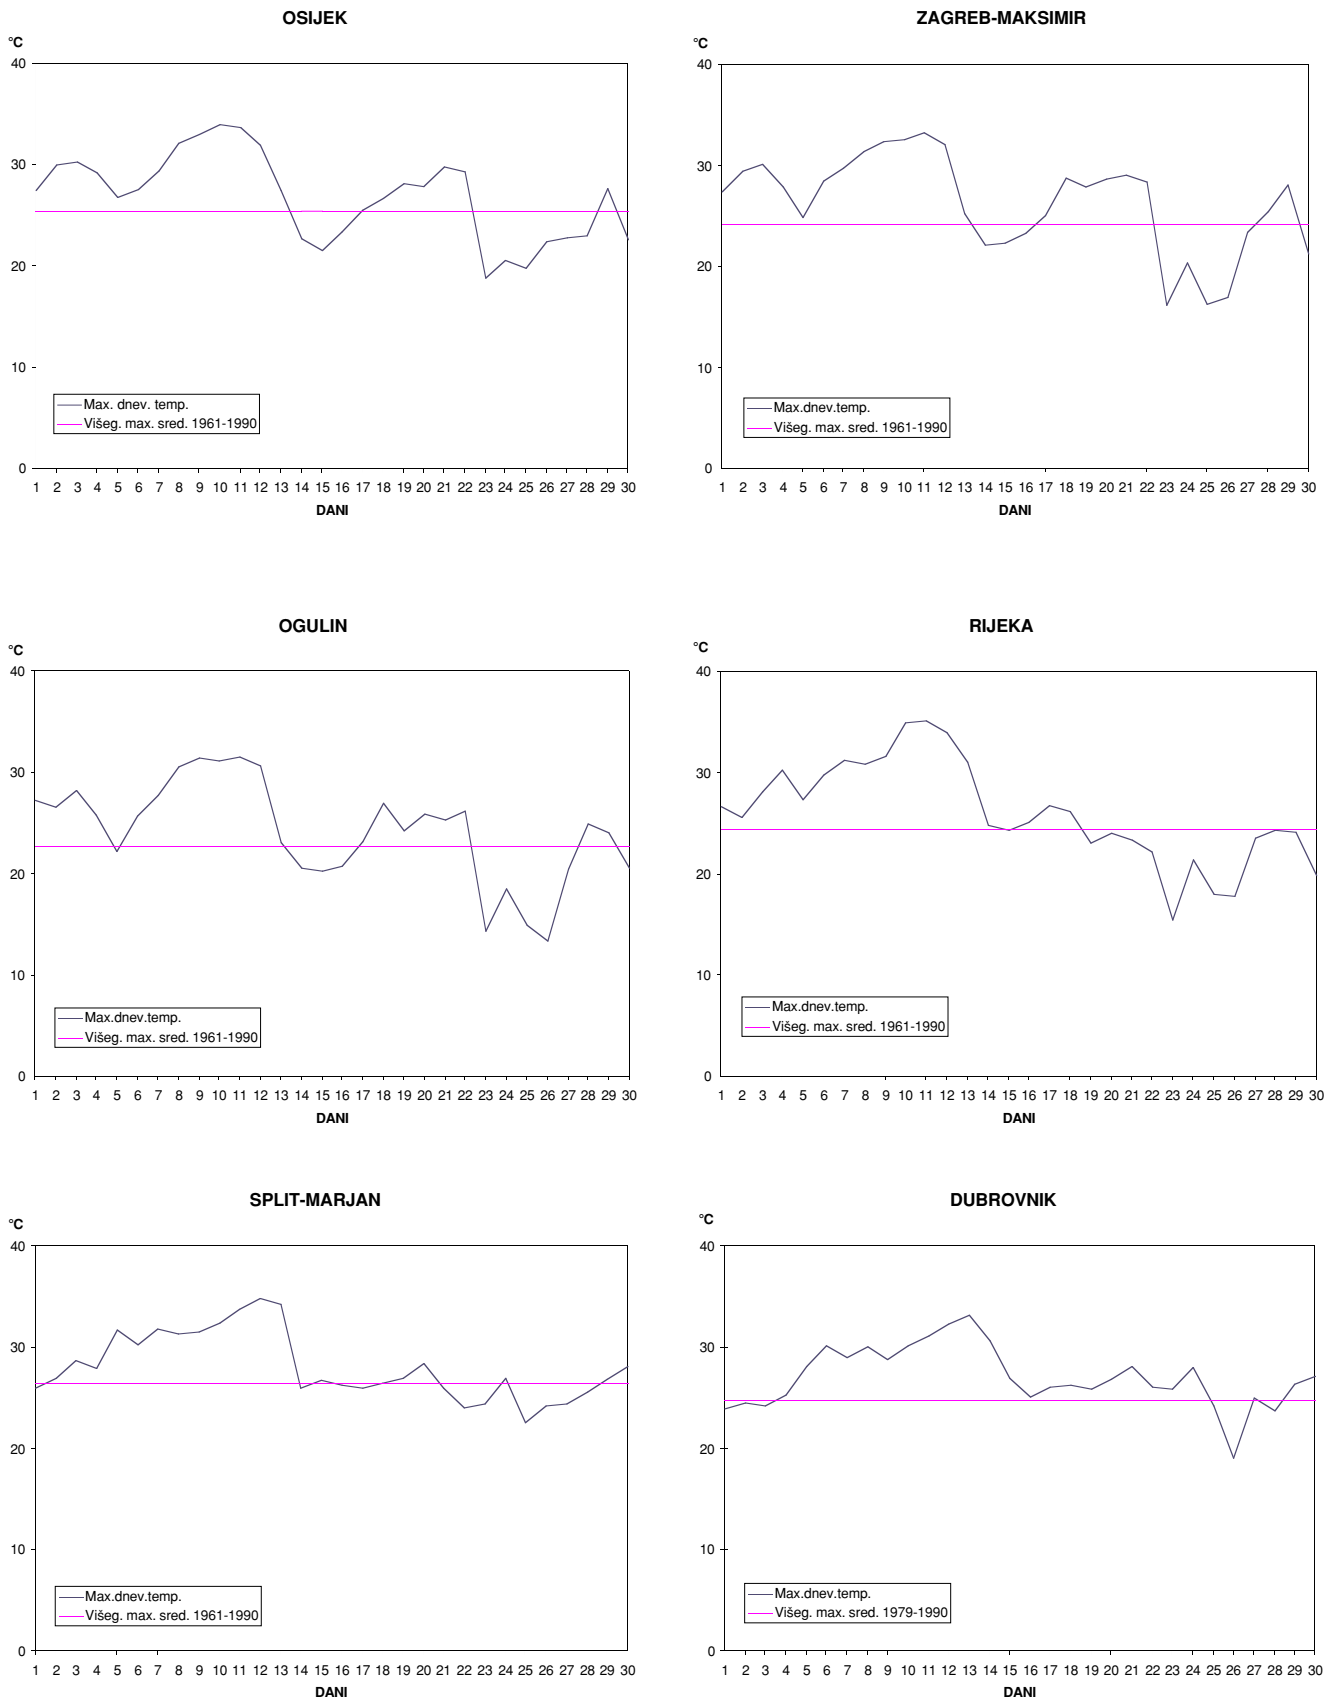 OSIJEK
°C
40
30
20
10
0
Max. dnev. temp.
Višeg. max. sred. 1961-1990
1 2 3 4 5 6 7 8 9 10 11 12 13 14 15 16 17 18 19 20 21 22 23 24 25 26 27 28 29 30
DANI
ZAGREB-MAKSIMIR
°C
40
30
20
10
0
Max.dnev.temp.
Višeg. max. sred. 1961-1990
1 2 3 4 5 6 7 8 9 10 11 12 13 14 15 16 17 18 19 20 21 22 23 24 25 26 27 28 29 30
DANI
OGULIN
°C
40
30
20
10
0
Max.dnev.temp.
Višeg. max. sred. 1961-1990
1 2 3 4 5 6 7 8 9 10 11 12 13 14 15 16 17 18 19 20 21 22 23 24 25 26 27 28 29 30
DANI
RIJEKA
°C
40
30
20
10
0
Max.dnev.temp.
Višeg. max. sred. 1961-1990
1 2 3 4 5 6 7 8 9 10 11 12 13 14 15 16 17 18 19 20 21 22 23 24 25 26 27 28 29 30
DANI
SPLIT-MARJAN
°C
40
30
20
10
0
Max.dnev.temp.
Višeg. max. sred. 1961-1990
1 2 3 4 5 6 7 8 9 10 11 12 13 14 15 16 17 18 19 20 21 22 23 24 25 26 27 28 29 30
DANI
DUBROVNIK
°C
40
30
20
10
0
Max.dnev.temp.
Višeg. max. sred. 1979-1990
1 2 3 4 5 6 7 8 9 10 11 12 13 14 15 16 17 18 19 20 21 22 23 24 25 26 27 28 29 30
DANI